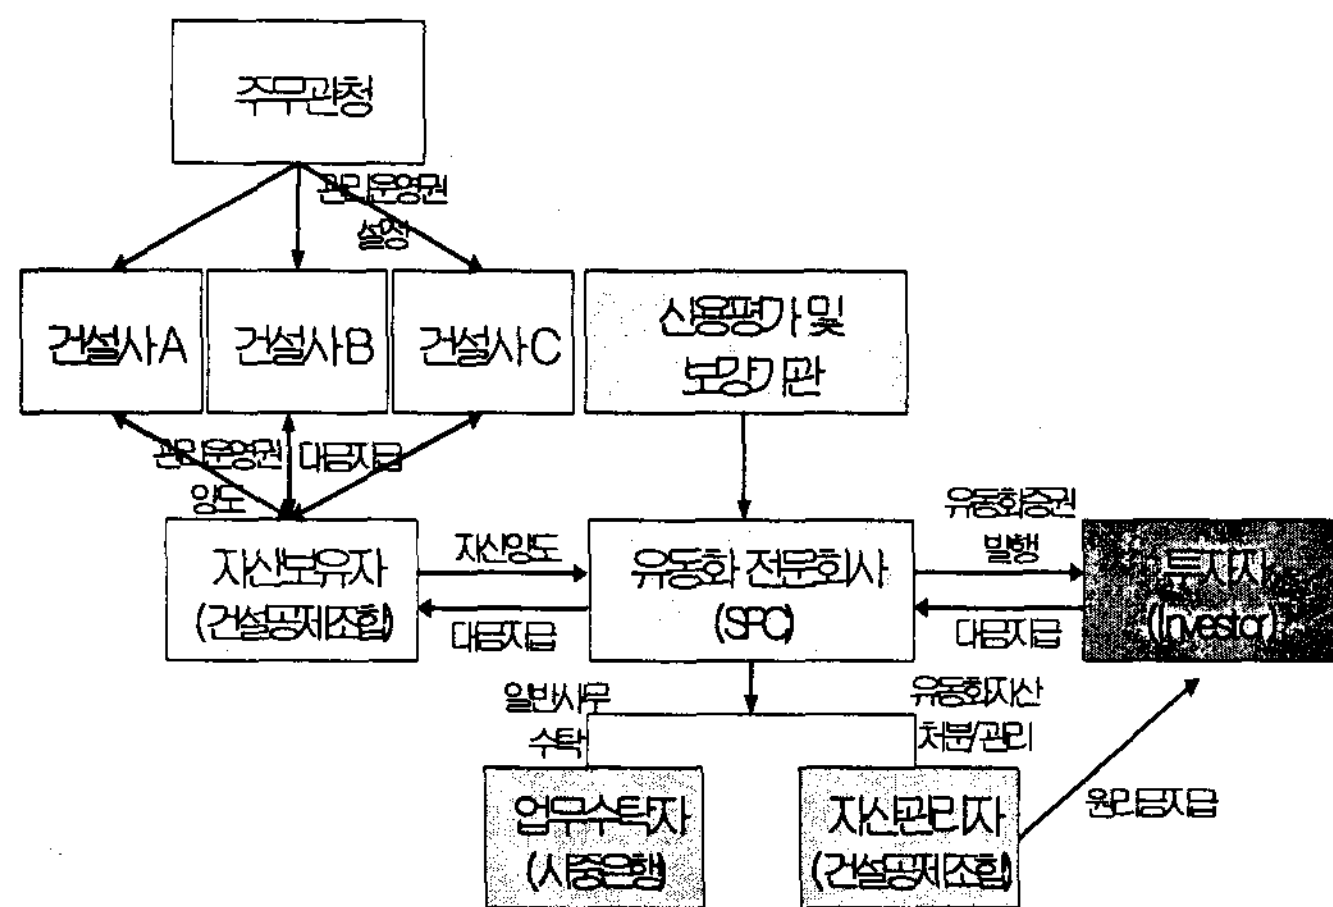 주무관청
관리운영권
설정
건설사 A
건설사 B
건설사 C
신용평가 및
보강기관
관리운영권
대금지급
양도
자산보유자
(건설공제조합)
자산양도
대금지급
유동화 전문회사
(SPC)
유동화증권
발행
대금지급
투자자
(Investor)
일반사무
수탁
유동화자산
처분/관리
업무수탁자
(시중은행)
자산관리자
(건설공제조합)
원리금지급